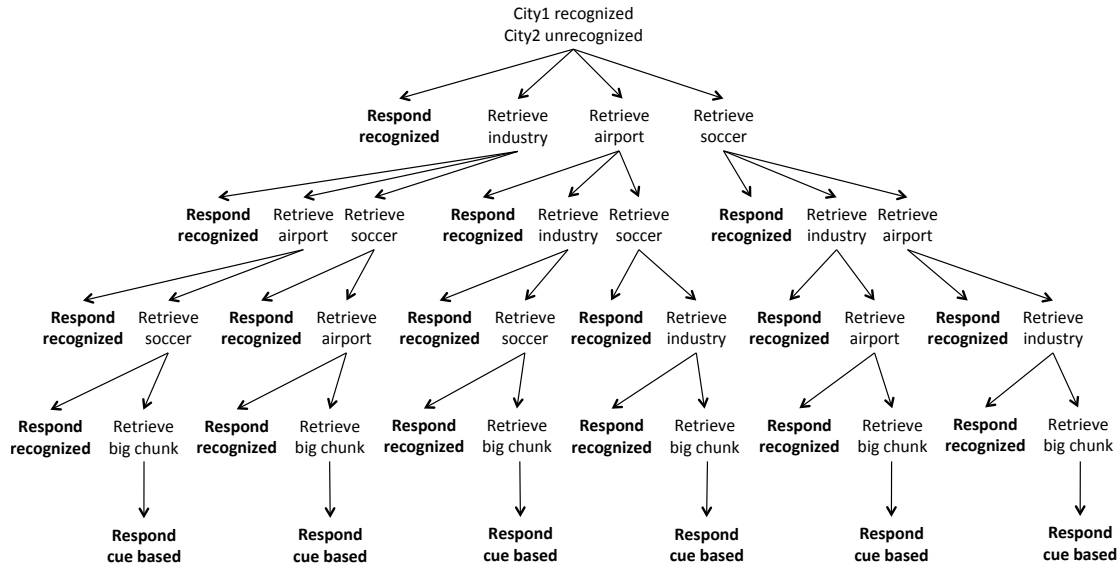 City1 recognized
City2 unrecognized
Respond
recognized
Retrieve
industry
Retrieve
airport
Retrieve
soccer
Respond
recognized
Retrieve
airport
Retrieve
soccer
Respond
recognized
Retrieve
industry
Retrieve
soccer
Respond
recognized
Retrieve
industry
Retrieve
airport
Respond
recognized
Retrieve
soccer
Respond
recognized
Retrieve
airport
Respond
recognized
Retrieve
soccer
Respond
recognized
Retrieve
industry
Respond
recognized
Retrieve
airport
Respond
recognized
Retrieve
industry
Respond
recognized
Retrieve
big chunk
Respond
recognized
Retrieve
big chunk
Respond
recognized
Retrieve
big chunk
Respond
recognized
Retrieve
big chunk
Respond
recognized
Retrieve
big chunk
Respond
recognized
Retrieve
big chunk
Respond
cue based
Respond
cue based
Respond
cue based
Respond
cue based
Respond
cue based
Respond
cue based